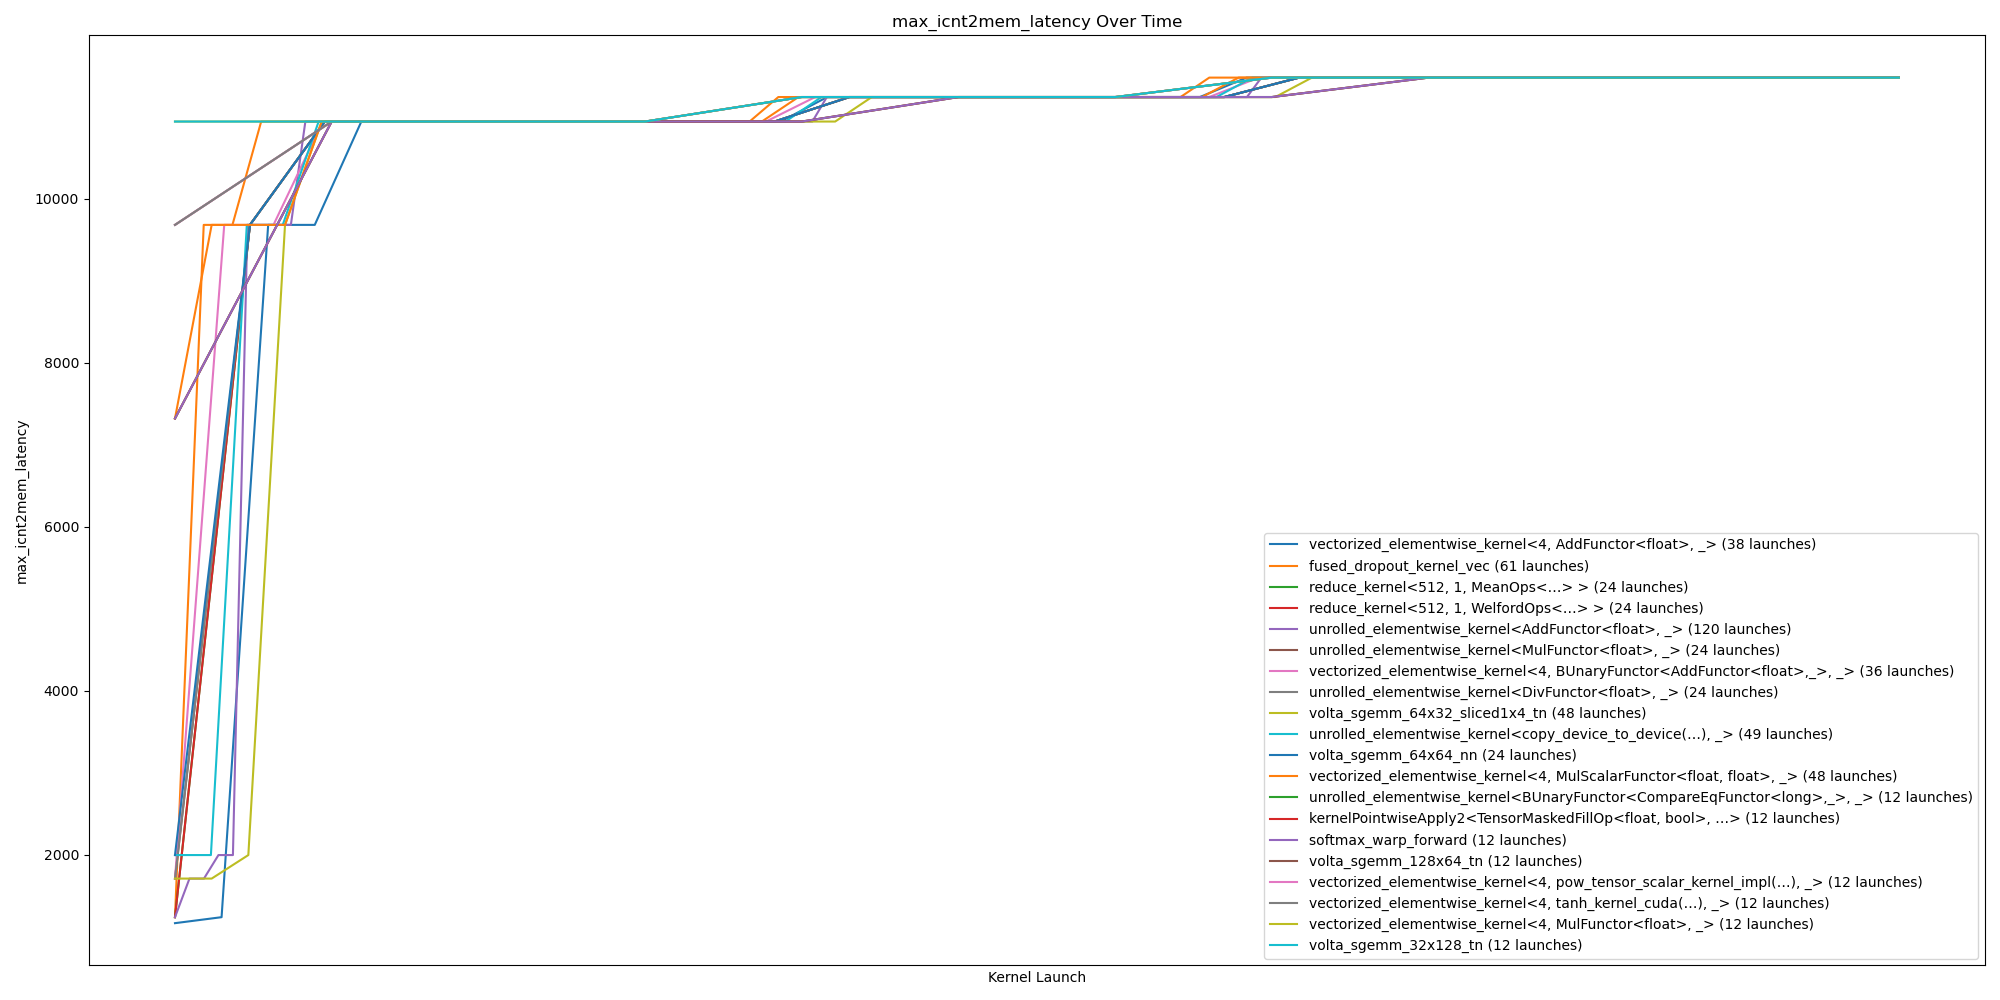 max_icnt2mem_latency Over Time
max_icnt2mem_latency
10000
8000
6000
4000
2000
vectorized_elementwise_kernel<4, AddFunctor<float>, _> (38 launches)
fused_dropout_kernel_vec (61 launches)
reduce_kernel<512, 1, MeanOps<...> > (24 launches)
reduce_kernel<512, 1, WelfordOps<...> > (24 launches)
unrolled_elementwise_kernel<AddFunctor<float>, _> (120 launches)
unrolled_elementwise_kernel<MulFunctor<float>, _> (24 launches)
vectorized_elementwise_kernel<4, BUnaryFunctor<AddFunctor<float>,_>, _> (36 launches)
unrolled_elementwise_kernel<DivFunctor<float>, _> (24 launches)
volta_sgemm_64x32_sliced1x4_tn (48 launches)
unrolled_elementwise_kernel<copy_device_to_device(...), _> (49 launches)
volta_sgemm_64x64_nn (24 launches)
vectorized_elementwise_kernel<4, MulScalarFunctor<float, float>, _> (48 launches)
unrolled_elementwise_kernel<BUnaryFunctor<CompareEqFunctor<long>,_>, _> (12 launches)
kernelPointwiseApply2<TensorMaskedFillOp<float, bool>, ...> (12 launches)
softmax_warp_forward (12 launches)
volta_sgemm_128x64_tn (12 launches)
vectorized_elementwise_kernel<4, pow_tensor_scalar_kernel_impl(...), _> (12 launches)
vectorized_elementwise_kernel<4, tanh_kernel_cuda(...), _> (12 launches)
vectorized_elementwise_kernel<4, MulFunctor<float>, _> (12 launches)
volta_sgemm_32x128_tn (12 launches)
Kernel Launch